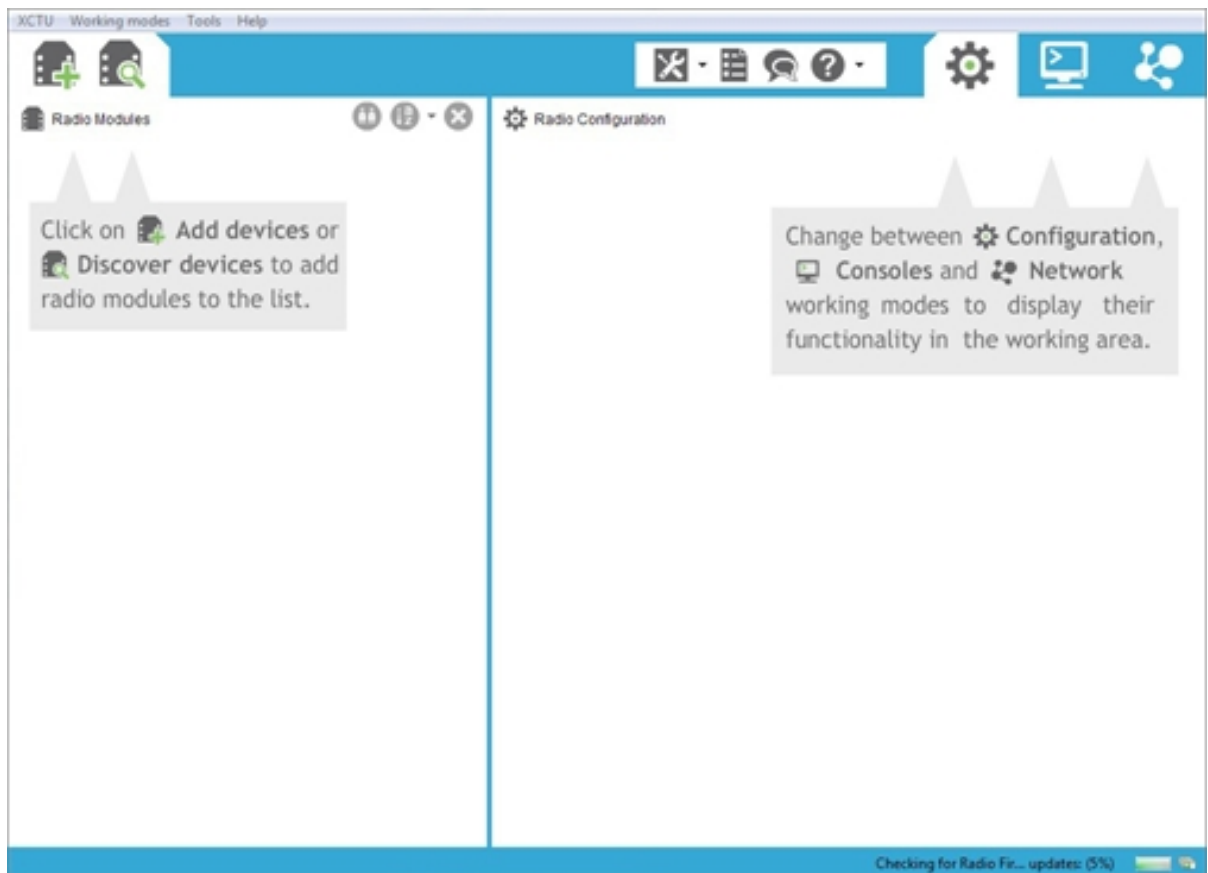 XCTU Working modes Tools Help
Radio Modules
Radio Configuration
Click on Add devices or
Discover devices to add
radio modules to the list.
Change between Configuration,
Consoles and Network
working modes to display their
functionality in the working area.
Checking for Radio Fir... updates: (5%)